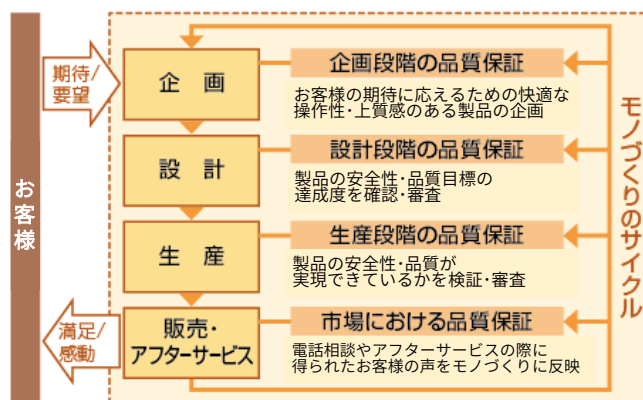 お客様
期待/
要望
企画
企画段階の品質保証
お客様の期待に応えるための快適な
操作性・上質感のある製品の企画
設計
設計段階の品質保証
製品の安全性・品質目標の
達成度を確認・審査
生産
生産段階の品質保証
製品の安全性・品質が
実現できているかを検証・審査
満足/
感動
販売・
アフターサービス
市場における品質保証
電話相談やアフターサービスの際に
得られたお客様の声をモノづくりに反映
モノづくりのサイクル